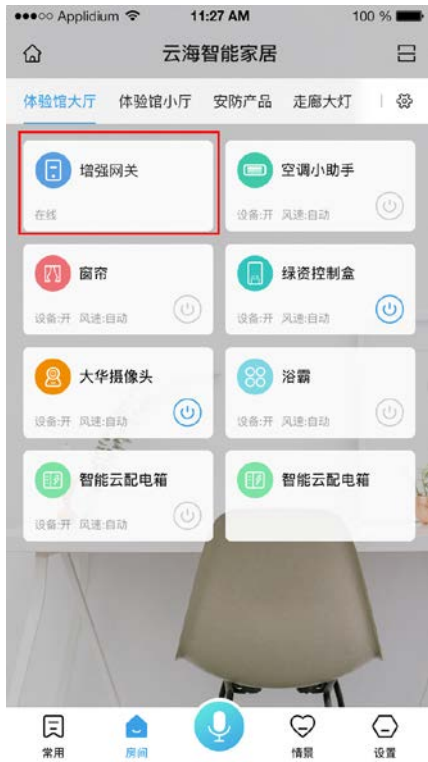 ●●●○○ Applidium 11:27 AM 100 %
云海智能家居
体验馆大厅 体验馆小厅 安防产品 走廊大灯
增强网关
在线
空调小助手
设备:开 风速:自动
窗帘
设备:开 风速:自动
绿资控制盒
设备:开 风速:自动
大华摄像头
设备:开 风速:自动
浴霸
设备:开 风速:自动
智能云配电箱
设备:开 风速:自动
智能云配电箱
常用 房间 情景 设置